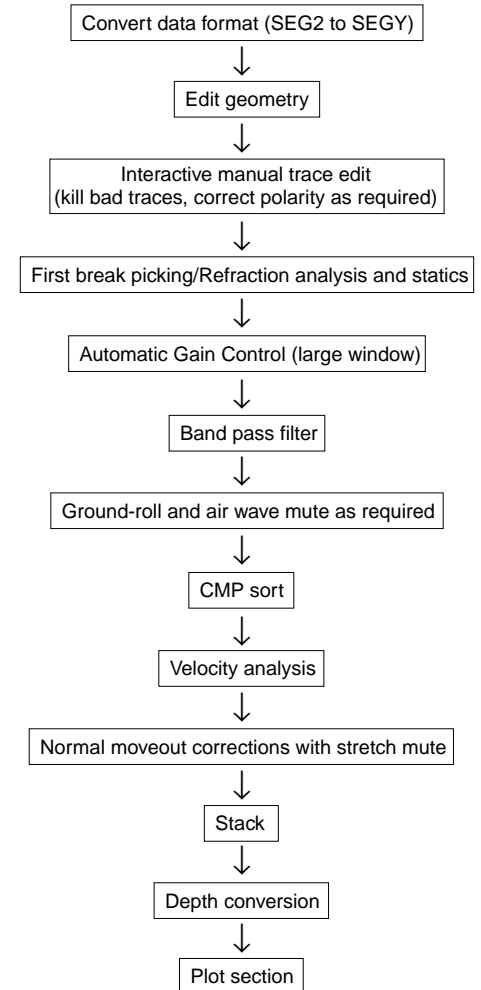 Convert data format (SEG2 to SEGY)
Edit geometry
Interactive manual trace edit
(kill bad traces, correct polarity as required)
First break picking/Refraction analysis and statics
Automatic Gain Control (large window)
Band pass filter
Ground-roll and air wave mute as required
CMP sort
Velocity analysis
Normal moveout corrections with stretch mute
Stack
Depth conversion
Plot section